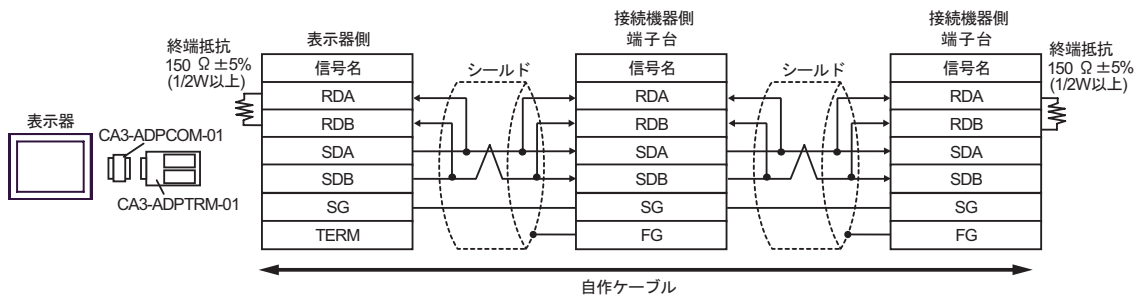 表示器
CA3-ADPCOM-01
CA3-ADPTRM-01
終端抵抗
150 Ω ±5%
(1/2W以上)
表示器側
信号名
RDA
RDB
SDA
SDB
SG
TERM
シールド
接続機器側
端子台
信号名
RDA
RDB
SDA
SDB
SG
FG
シールド
接続機器側
端子台
信号名
RDA
RDB
SDA
SDB
SG
FG
終端抵抗
150 Ω ±5%
(1/2W以上)
自作ケーブル